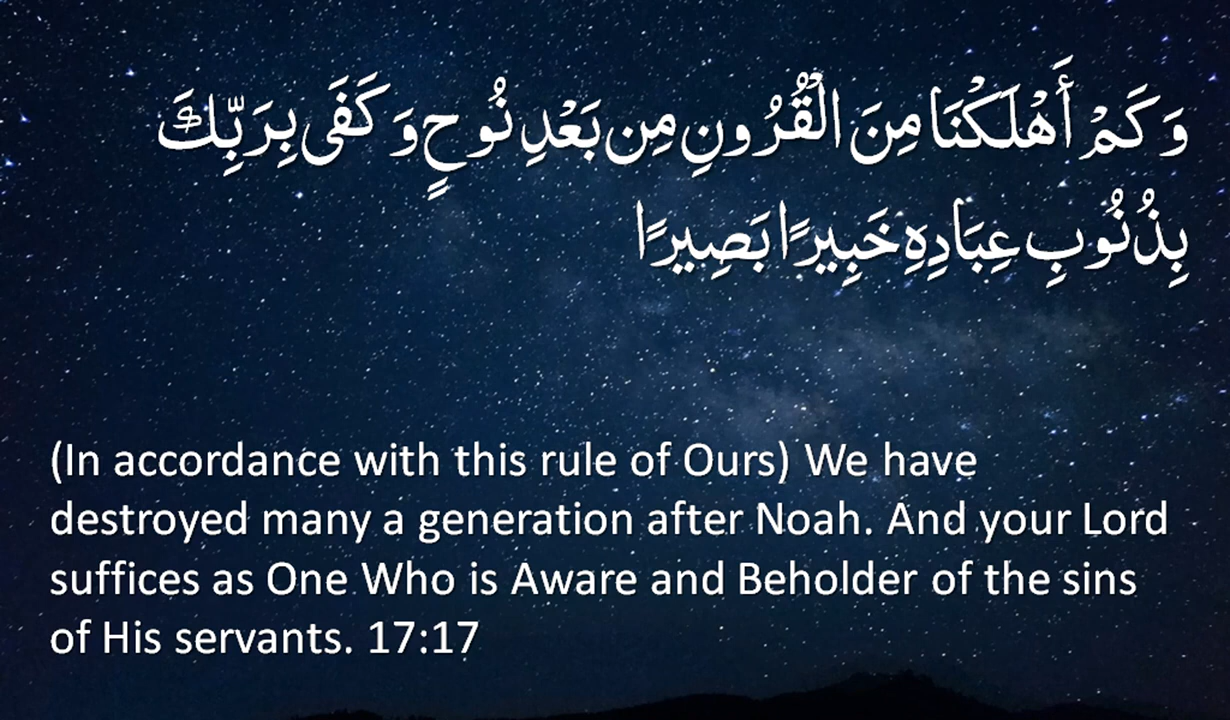 وَكَمْ أَهْلَكْنَا مِنَ الْقُرُونِ مِن بَعْدِ نُوحٍ وَكَفَى بِرَبِّكَ
بِذُنُوبِ عِبَادِهِ خَبِيرًا بَصِيرًا
(In accordance with this rule of Ours) We have
destroyed many a generation after Noah. And your Lord
suffices as One Who is Aware and Beholder of the sins
of His servants. 17:17